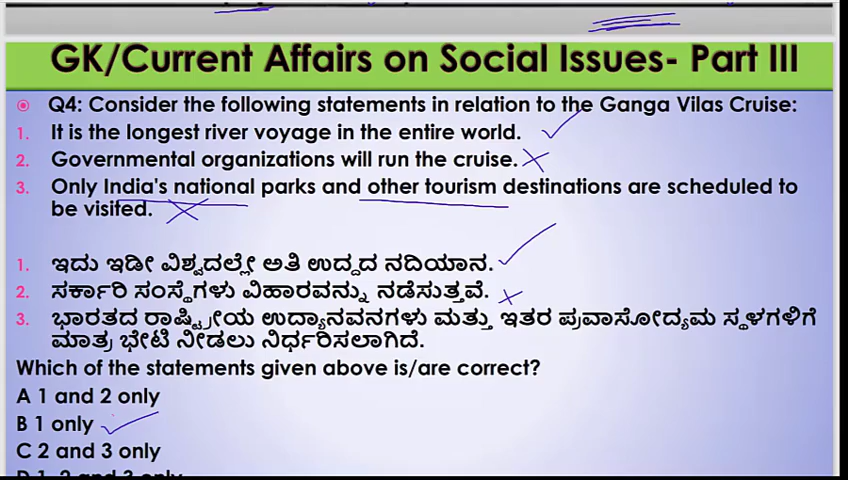 GK/Current Affairs on Social Issues- Part III
Q4: Consider the following statements in relation to the Ganga Vilas Cruise:
1. It is the longest river voyage in the entire world.
2. Governmental organizations will run the cruise.
3. Only India's national parks and other tourism destinations are scheduled to
be visited.
1. ಇದು ಇಡೀ ವಿಶ್ವದಲ್ಲೇ ಅತಿ ಉದ್ದದ ನದಿಯಾನ.
2. ಸರ್ಕಾರಿ ಸಂಸ್ಥೆಗಳು ವಿಹಾರವನ್ನು ನಡೆಸುತ್ತವೆ.
3. ಭಾರತದ ರಾಷ್ಟ್ರೀಯ ಉದ್ಯಾನವನಗಳು ಮತ್ತು ಇತರ ಪ್ರವಾಸೋದ್ಯಮ ಸ್ಥಳಗಳಿಗೆ
ಮಾತ್ರ ಭೇಟಿ ನೀಡಲು ನಿರ್ಧರಿಸಲಾಗಿದೆ.
Which of the statements given above is/are correct?
A 1 and 2 only
B 1 only
C 2 and 3 only
D 1, 2 and 3 only